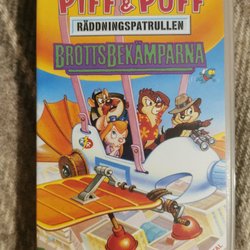 PIFF & PUFF
RÄDDNINGSPATRULLEN
BROTTSBEKÄMPARNA